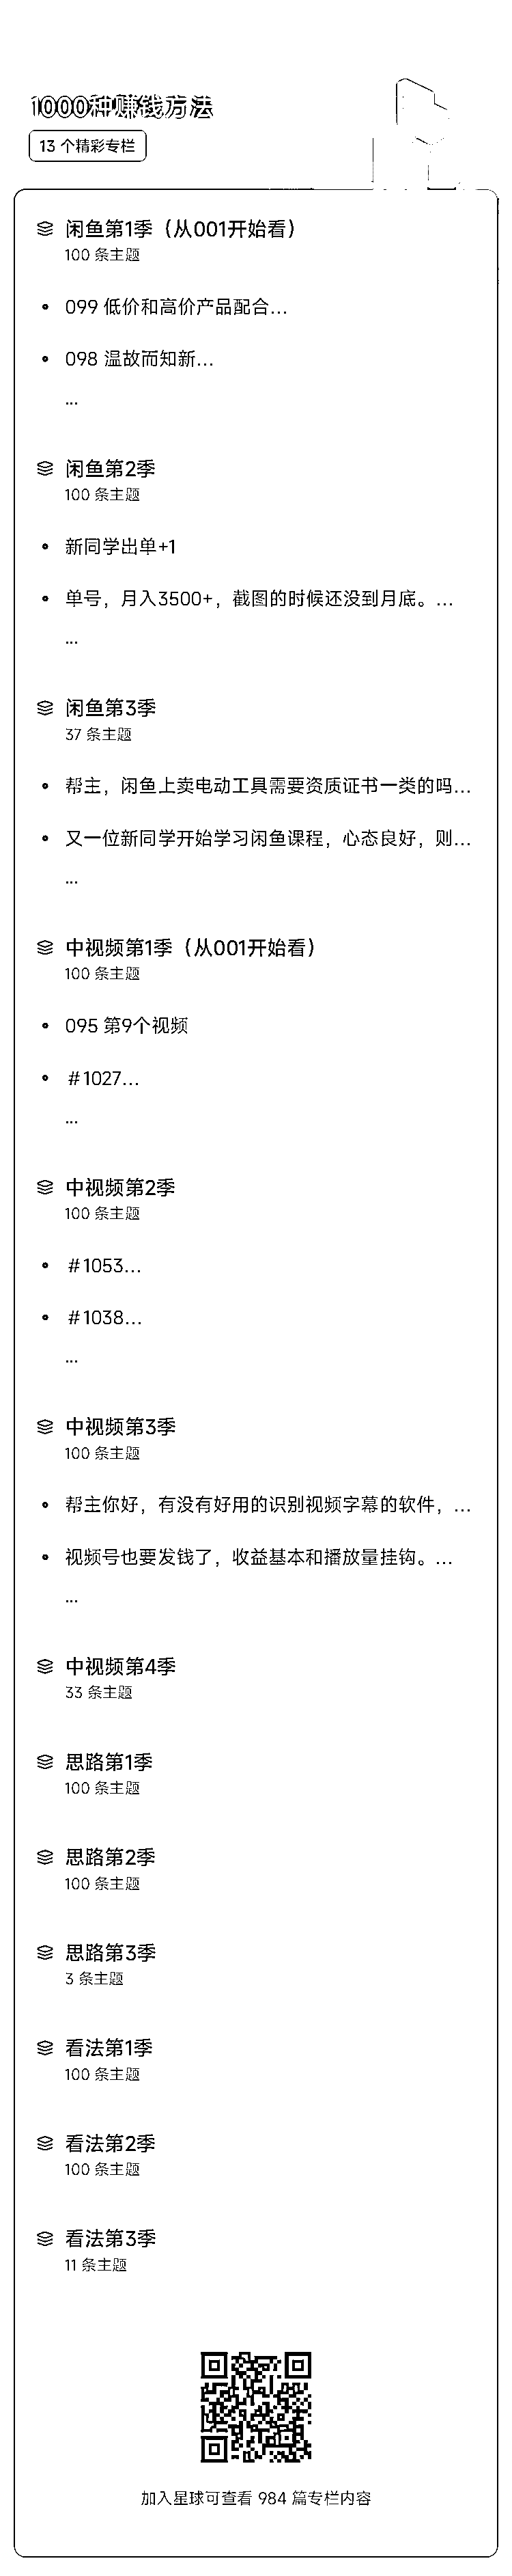 1000种赚钱方法
13 个精彩专栏
闲鱼第1季（从001开始看）
100 条主题
099 低价和高价产品配合...
098 温故而知新...
...
闲鱼第2季
100 条主题
新同学出单+1
单号，月入3500+，截图的时候还没到月底。...
...
闲鱼第3季
37 条主题
帮主，闲鱼上卖电动工具需要资质证书一类的吗...
又一位新同学开始学习闲鱼课程，心态良好，则...
...
中视频第1季（从001开始看）
100 条主题
095 第9个视频
#1027...
...
中视频第2季
100 条主题
#1053...
#1038...
...
中视频第3季
100 条主题
帮主你好，有没有好用的识别视频字幕的软件，...
视频号也要发钱了，收益基本和播放量挂钩。...
...
中视频第4季
33 条主题
思路第1季
100 条主题
思路第2季
100 条主题
思路第3季
3 条主题
看法第1季
100 条主题
看法第2季
100 条主题
看法第3季
11 条主题
加入星球可查看 984 篇专栏内容